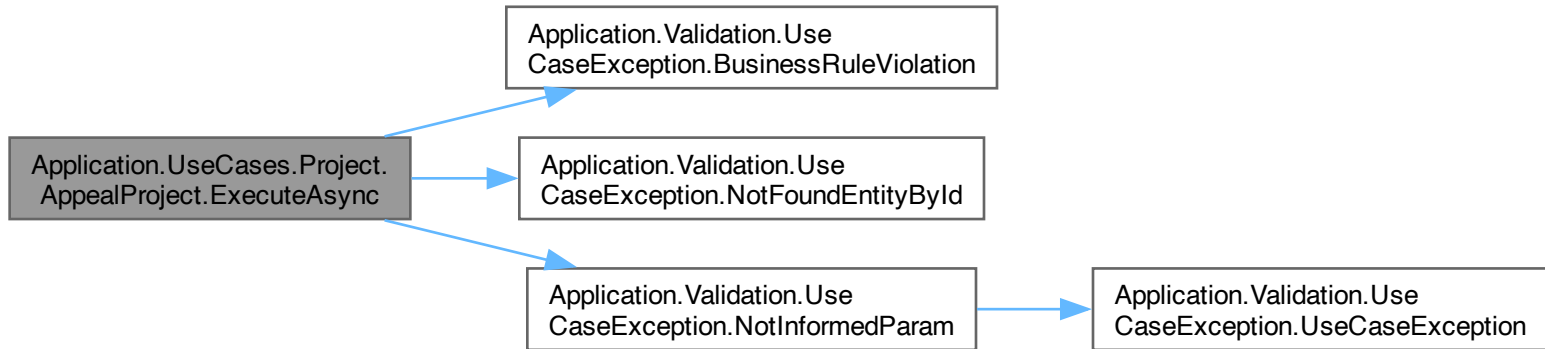 Application.Validation.Use
CaseException.BusinessRuleViolation
Application.UseCases.Project.
AppealProject.ExecuteAsync
Application.Validation.Use
CaseException.NotFoundEntityById
Application.Validation.Use
CaseException.NotInformedParam
Application.Validation.Use
CaseException.UseCaseException